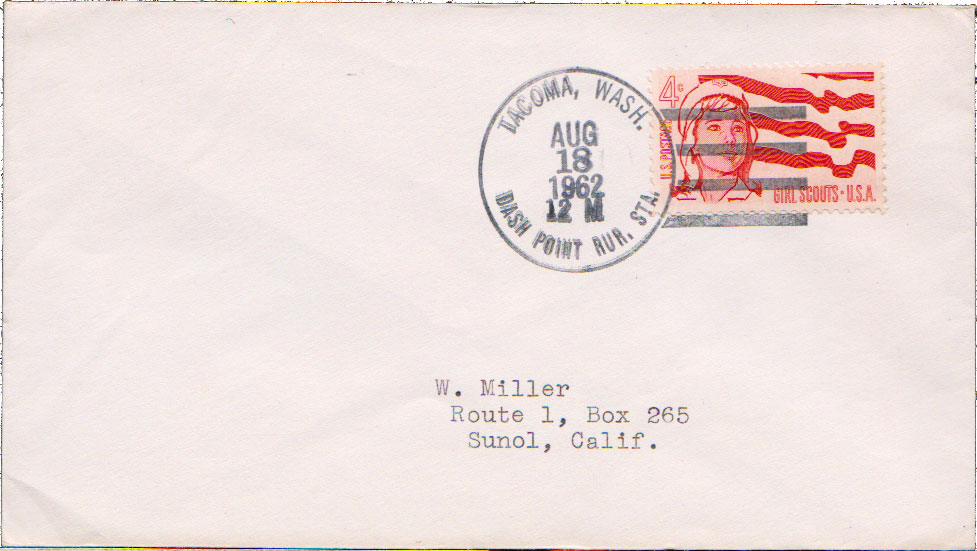 TACOMA, WASH.
AUG
18
1962
12 M
DASH POINT RUR. STA.
4c
U.S. POSTAGE
GIRL SCOUTS · U.S.A.
W. Miller
Route 1, Box 265
Sunol, Calif.